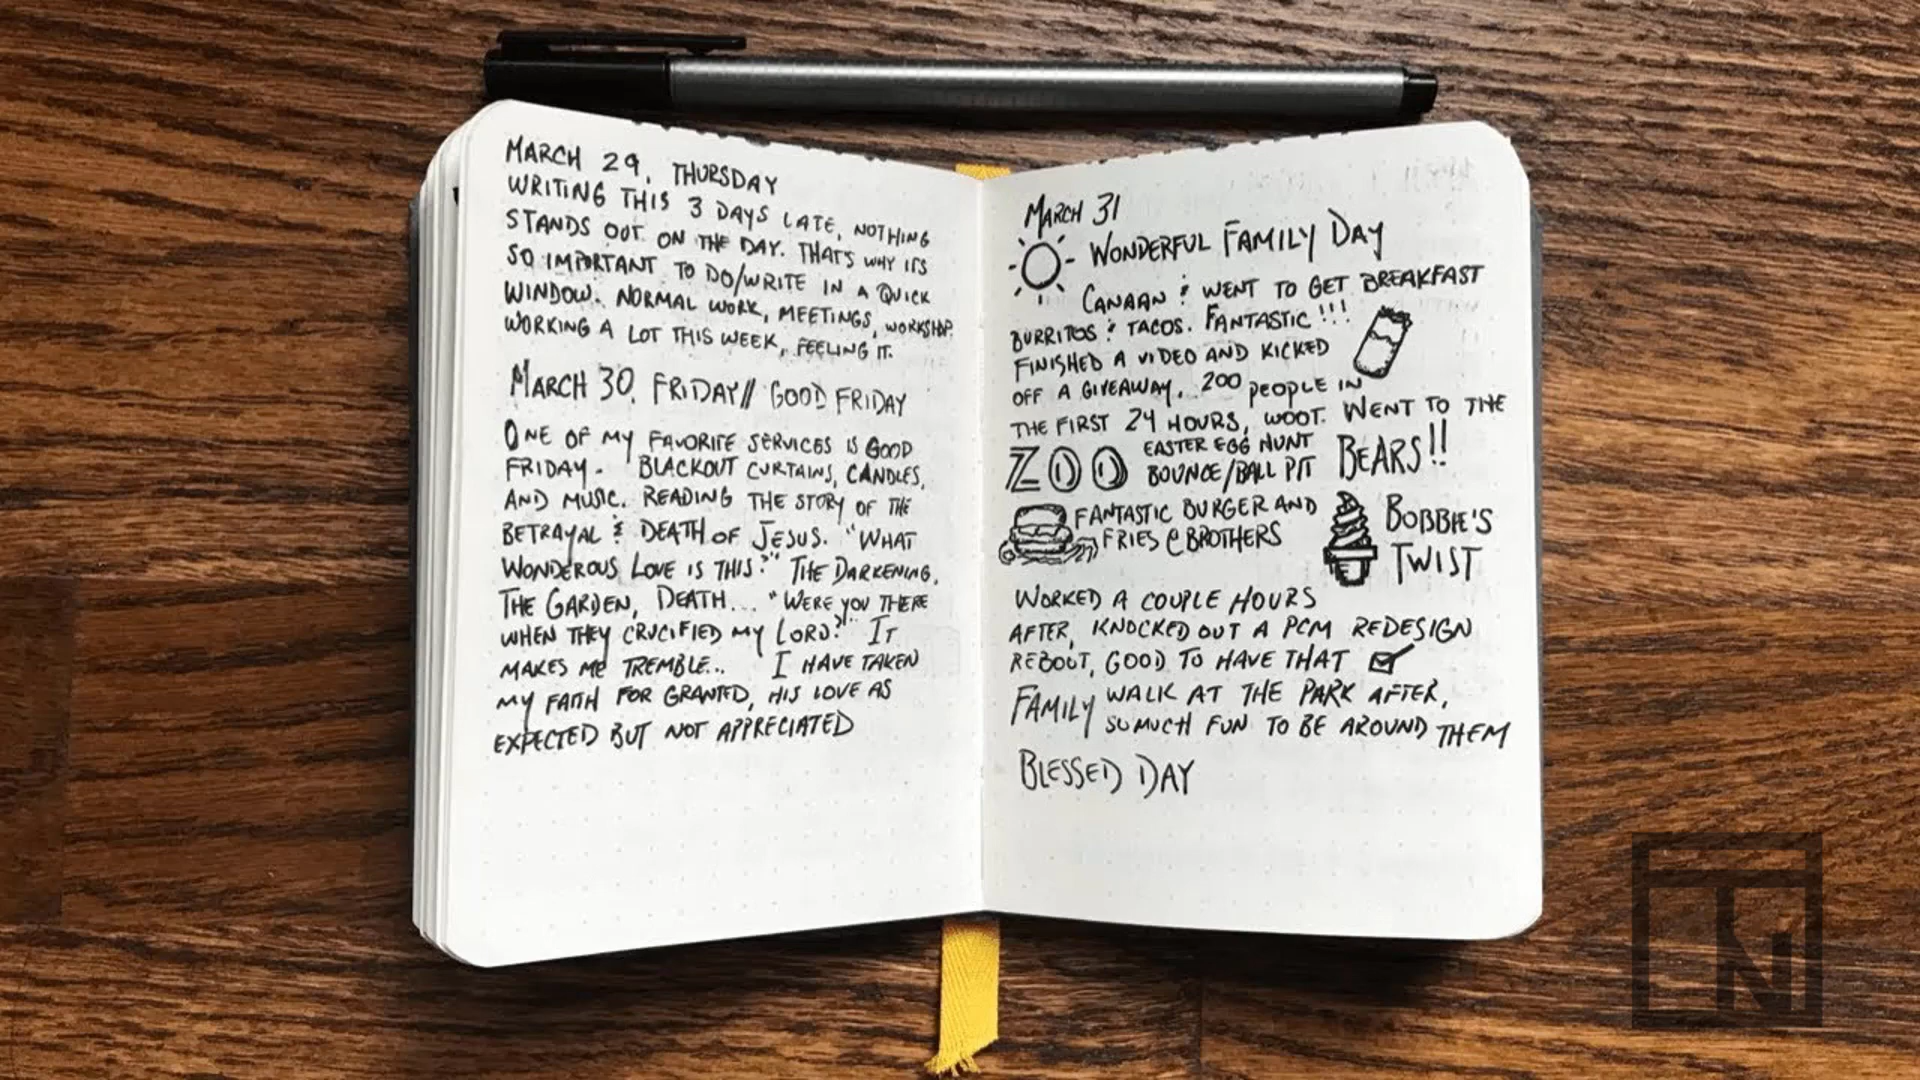 MARCH 29, THURSDAY
WRITING THIS 3 DAYS LATE, NOTHING
STANDS OUT ON THE DAY. THAT'S WHY ITS
SO IMPORTANT TO DO/WRITE IN A QUICK
WINDOW. NORMAL WORK, MEETINGS, WORKSHOP.
WORKING A LOT THIS WEEK, FEELING IT.
MARCH 30, FRIDAY// GOOD FRIDAY
ONE OF MY FAVORITE SERVICES IS GOOD
FRIDAY. BLACKOUT CURTAINS, CANDLES,
AND MUSIC. READING THE STORY OF THE
BETRAYAL & DEATH OF JESUS. "WHAT
WONDEROUS LOVE IS THIS?" THE DARKENING,
THE GARDEN, DEATH... "WERE YOU THERE
WHEN THEY CRUCIFIED MY LORD?" IT
MAKES ME TREMBLE... I HAVE TAKEN
MY FAITH FOR GRANTED, HIS LOVE AS
EXPECTED BUT NOT APPRECIATED
MARCH 31
WONDERFUL FAMILY DAY
CANAAN & WENT TO GET BREAKFAST
BURRITOS & TACOS. FANTASTIC!!!
FINISHED A VIDEO AND KICKED
OFF A GIVEAWAY. 200 PEOPLE IN
THE FIRST 24 HOURS, WOOT. WENT TO THE
ZOO EASTER EGG HUNT BEARS!!
BOUNCE/BALL PIT
FANTASTIC BURGER AND
FRIES @ BROTHERS
BOBBIE'S
TWIST
WORKED A COUPLE HOURS
AFTER, KNOCKED OUT A PCM REDESIGN
REBOOT, GOOD TO HAVE THAT
FAMILY WALK AT THE PARK AFTER,
SO MUCH FUN TO BE AROUND THEM
BLESSED DAY